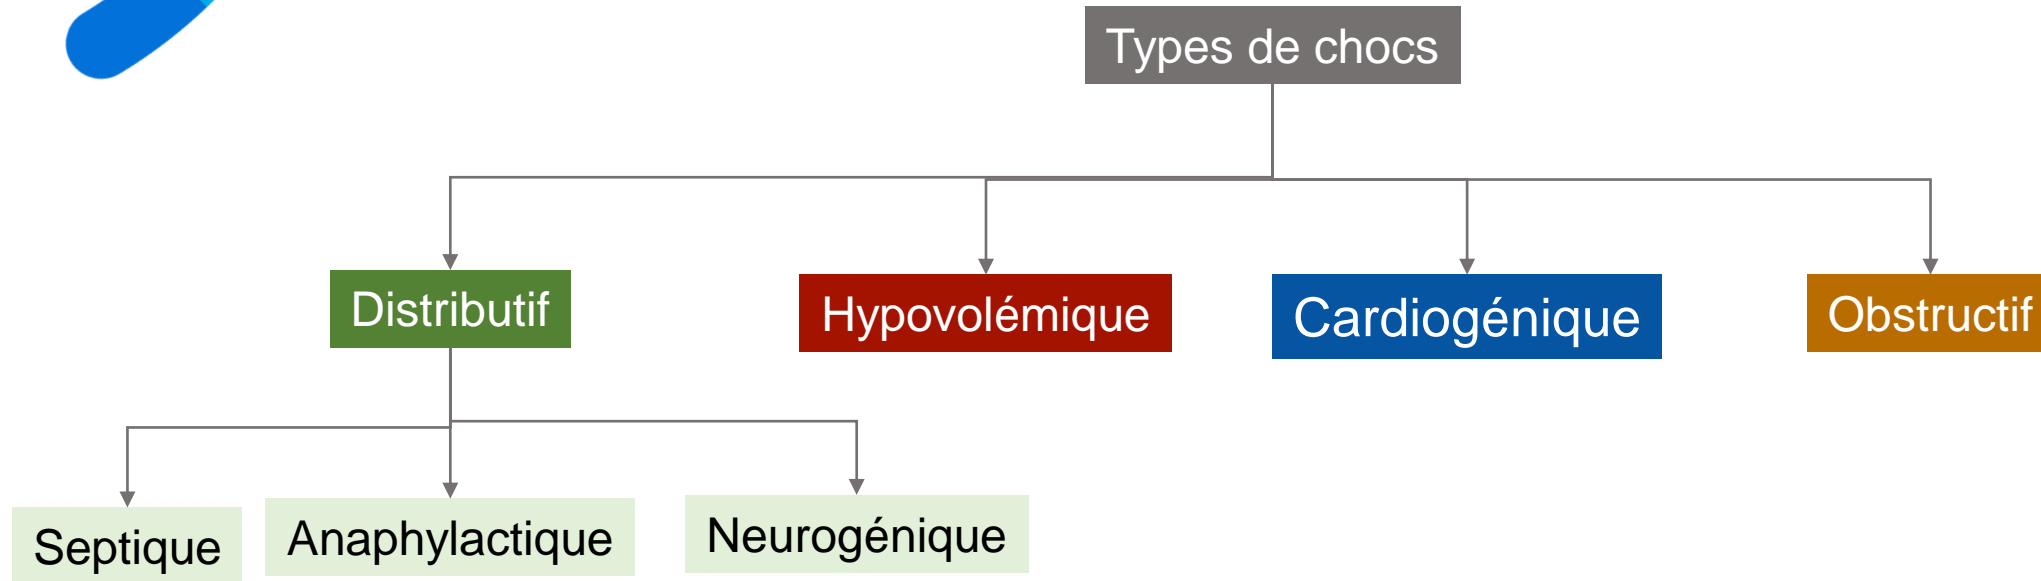 Types de chocs
Distributif
Hypovolémique
Cardiogénique
Obstructif
Septique
Anaphylactique
Neurogénique